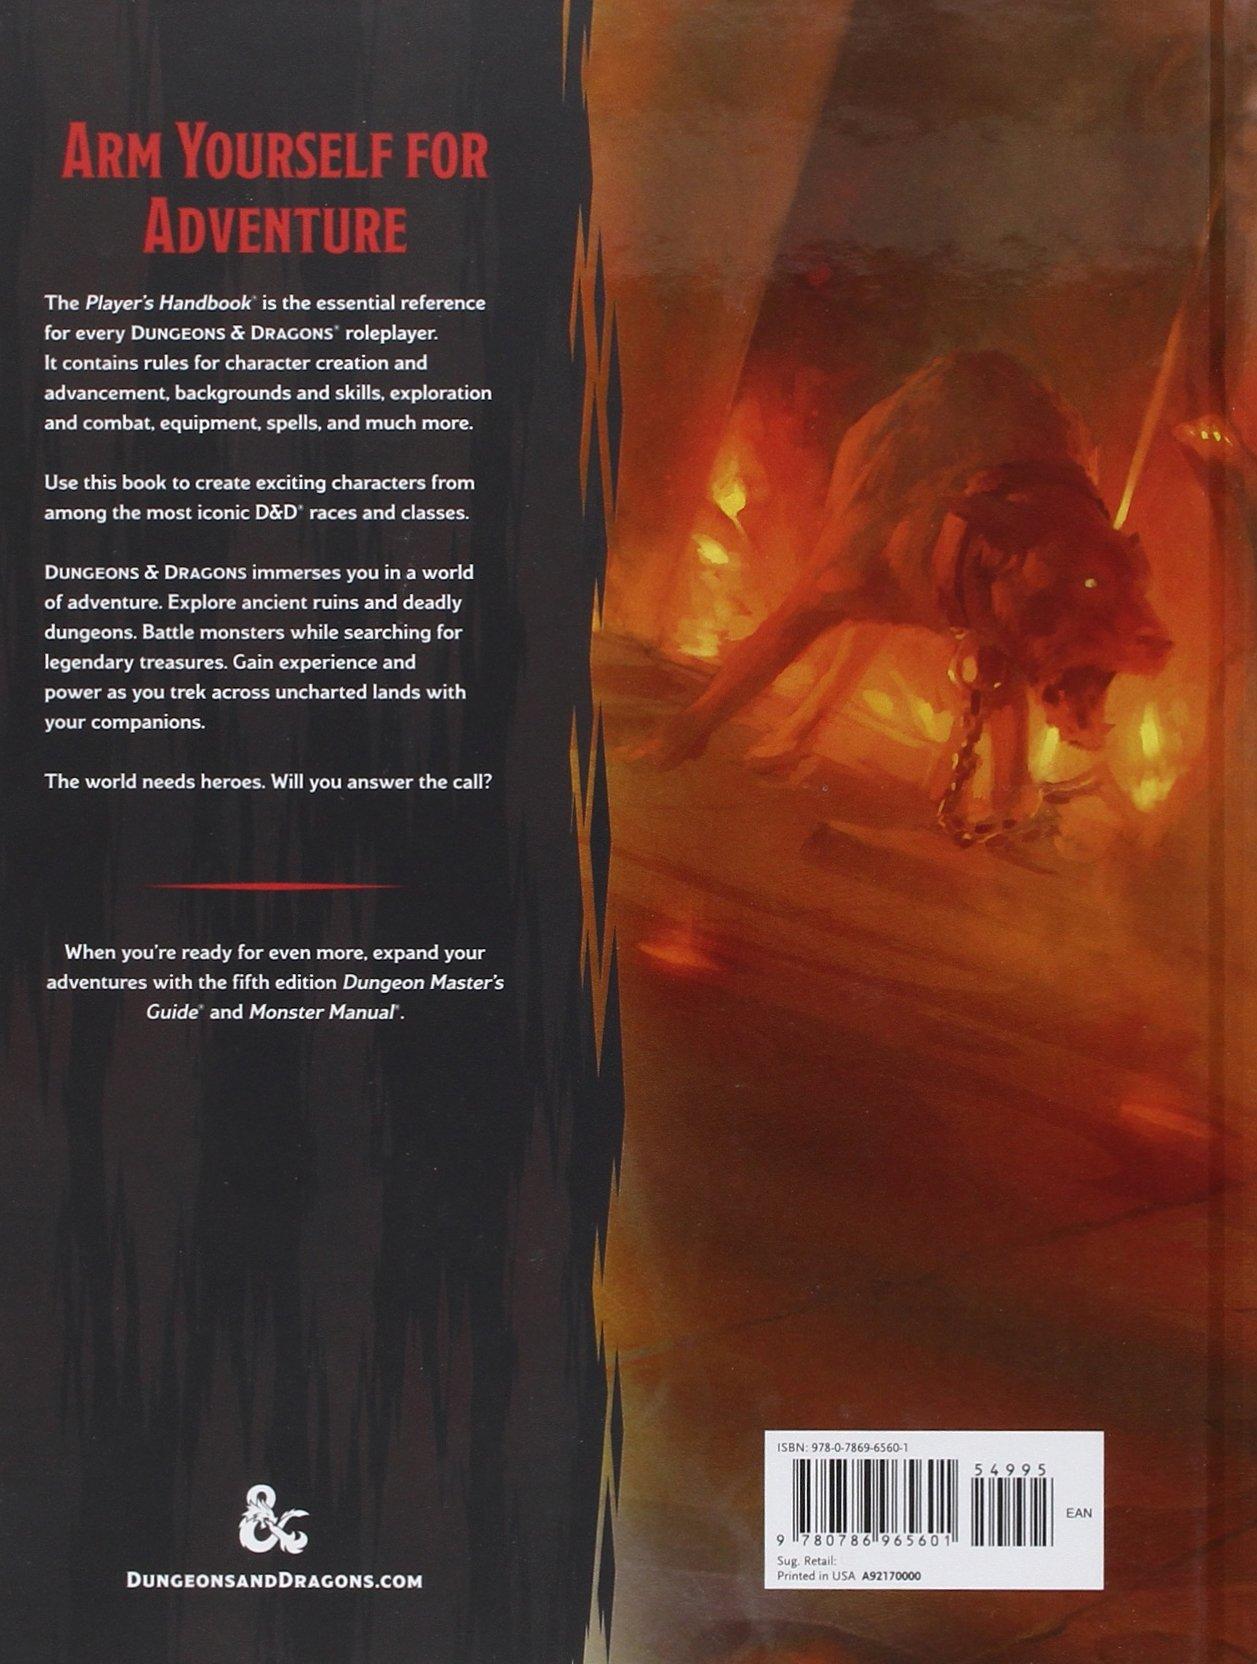 ARM YOURSELF FOR
ADVENTURE
The Player's Handbook® is the essential reference
for every DUNGEONS & DRAGONS® roleplayer.
It contains rules for character creation and
advancement, backgrounds and skills, exploration
and combat, equipment, spells, and much more.
Use this book to create exciting characters from
among the most iconic D&D® races and classes.
DUNGEONS & DRAGONS immerses you in a world
of adventure. Explore ancient ruins and deadly
dungeons. Battle monsters while searching for
legendary treasures. Gain experience and
power as you trek across uncharted lands with
your companions.
The world needs heroes. Will you answer the call?
When you're ready for even more, expand your
adventures with the fifth edition Dungeon Master's
Guide® and Monster Manual®.
&
DUNGEONSANDDRAGONS.COM
ISBN: 978-0-7869-6560-1
54995
EAN
9 780786 965601
Sug. Retail:
Printed in USA A92170000